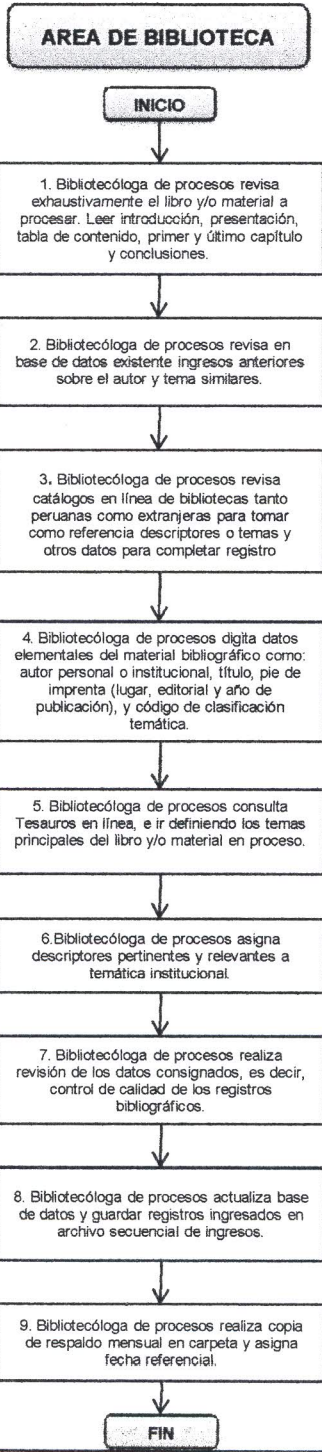 AREA DE BIBLIOTECA
INICIO
1. Bibliotecóloga de procesos revisa
exhaustivamente el libro y/o material a
procesar. Leer introducción, presentación,
tabla de contenido, primer y último capítulo
y conclusiones.
2. Bibliotecóloga de procesos revisa en
base de datos existente ingresos anteriores
sobre el autor y tema similares.
3. Bibliotecóloga de procesos revisa
catálogos en línea de bibliotecas tanto
peruanas como extranjeras para tomar
como referencia descriptores o temas y
otros datos para completar registro
4. Bibliotecóloga de procesos digita datos
elementales del material bibliográfico como:
autor personal o institucional, título, pie de
imprenta (lugar, editorial y año de
publicación), y código de clasificación
temática.
5. Bibliotecóloga de procesos consulta
Tesauros en línea, e ir definiendo los temas
principales del libro y/o material en proceso.
6.Bibliotecóloga de procesos asigna
descriptores pertinentes y relevantes a
temática institucional.
7. Bibliotecóloga de procesos realiza
revisión de los datos consignados, es decir,
control de calidad de los registros
bibliográficos.
8. Bibliotecóloga de procesos actualiza base
de datos y guardar registros ingresados en
archivo secuencial de ingresos.
9. Bibliotecóloga de procesos realiza copia
de respaldo mensual en carpeta y asigna
fecha referencial.
FIN